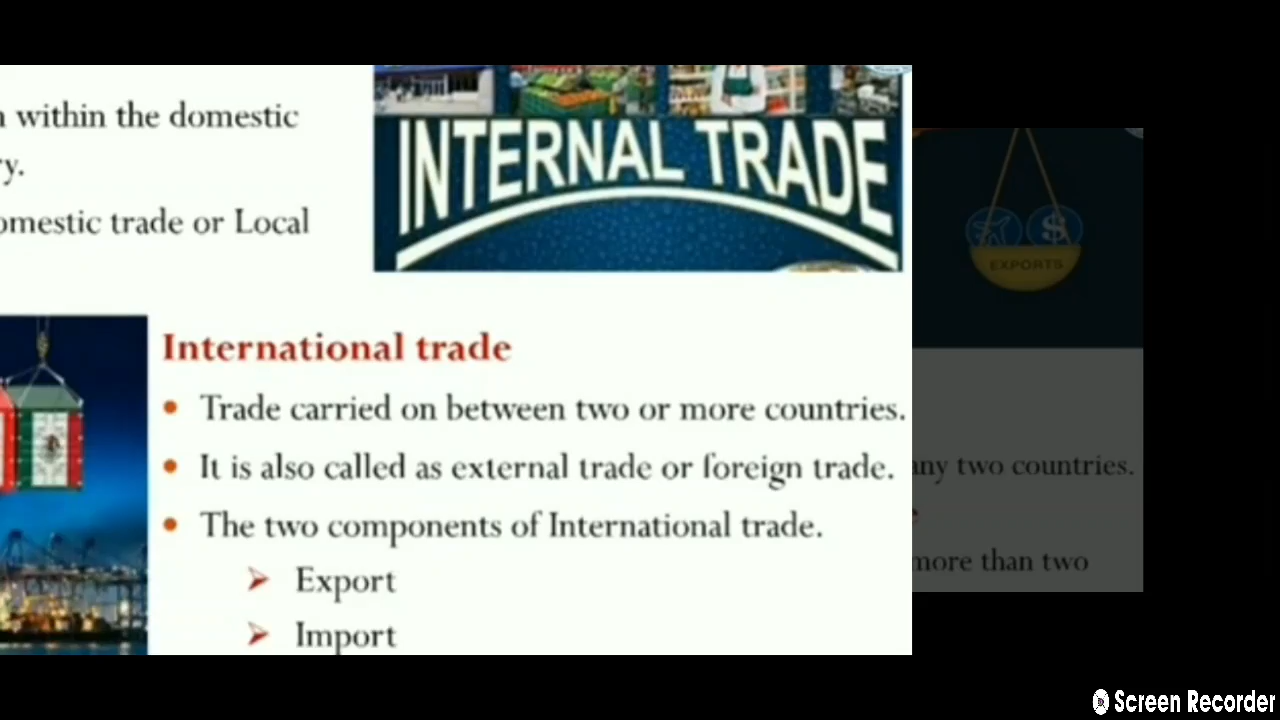 within the domestic
ry.
omestic trade or Local
INTERNAL TRADE
International trade
• Trade carried on between two or more countries.
• It is also called as external trade or foreign trade.
• The two components of International trade.
➢ Export
➢ Import
EXPORTS
any two countries.
more than two
Screen Recorder